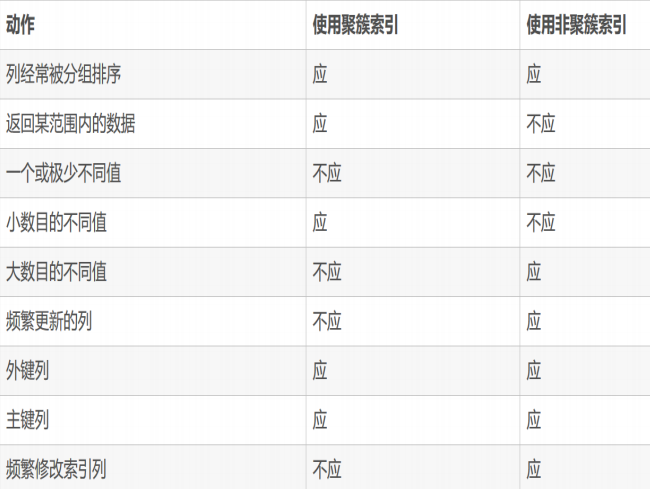 动作 使用聚簇索引 使用非聚簇索引
列经常被分组排序 应 应
返回某范围内的数据 应 不应
一个或极少不同值 不应 不应
小数目的不同值 应 不应
大数目的不同值 不应 应
频繁更新的列 不应 应
外键列 应 应
主键列 应 应
频繁修改索引列 不应 应